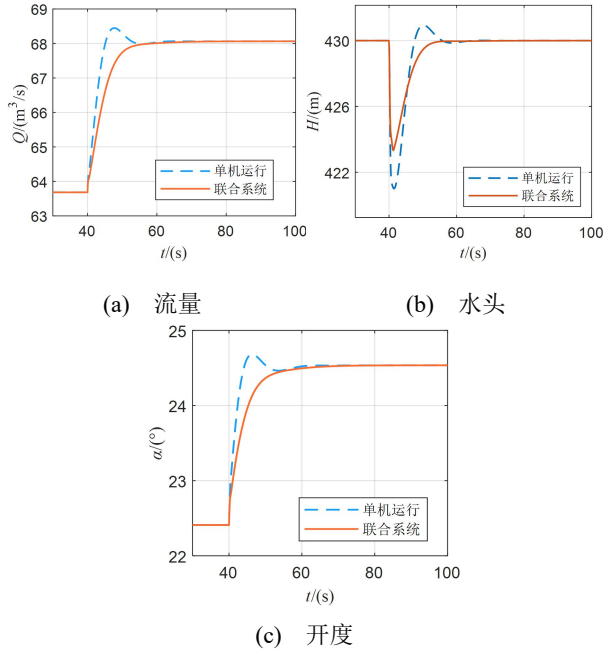 69
68
67
66
65
64
63
Q/(m³/s)
单机运行
联合系统
40 60 80 100
t/(s)
(a) 流量
430
426
422
H/(m)
单机运行
联合系统
40 60 80 100
t/(s)
(b) 水头
25
24
23
22
α/(°)
单机运行
联合系统
40 60 80 100
t/(s)
(c) 开度